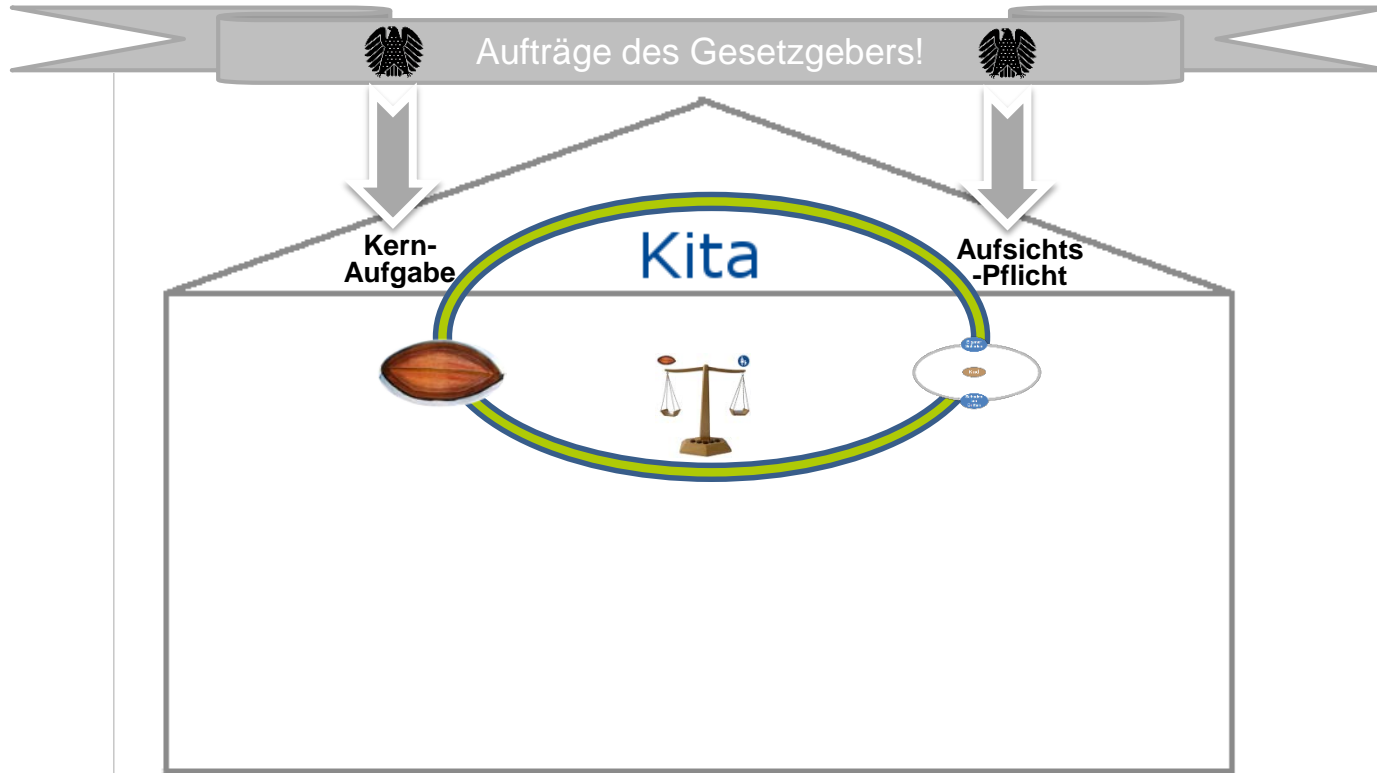 Aufträge des Gesetzgebers!
Kern-
Aufgabe
Kita
Aufsichts
-Pflicht